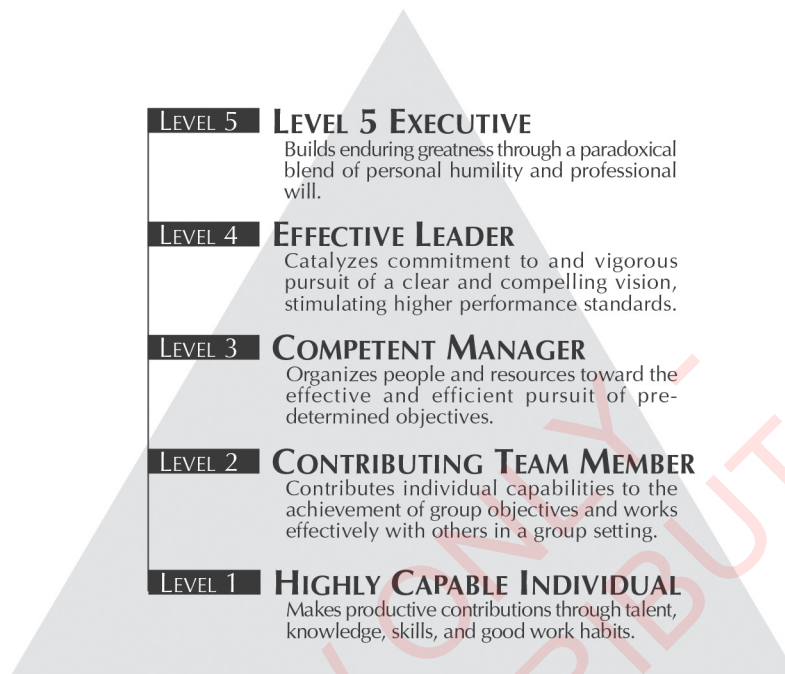 LEVEL 5 LEVEL 5 EXECUTIVE
Builds enduring greatness through a paradoxical
blend of personal humility and professional
will.
LEVEL 4 EFFECTIVE LEADER
Catalyzes commitment to and vigorous
pursuit of a clear and compelling vision,
stimulating higher performance standards.
LEVEL 3 COMPETENT MANAGER
Organizes people and resources toward the
effective and efficient pursuit of pre-
determined objectives.
LEVEL 2 CONTRIBUTING TEAM MEMBER
Contributes individual capabilities to the
achievement of group objectives and works
effectively with others in a group setting.
LEVEL 1 HIGHLY CAPABLE INDIVIDUAL
Makes productive contributions through talent,
knowledge, skills, and good work habits.
ONLY -